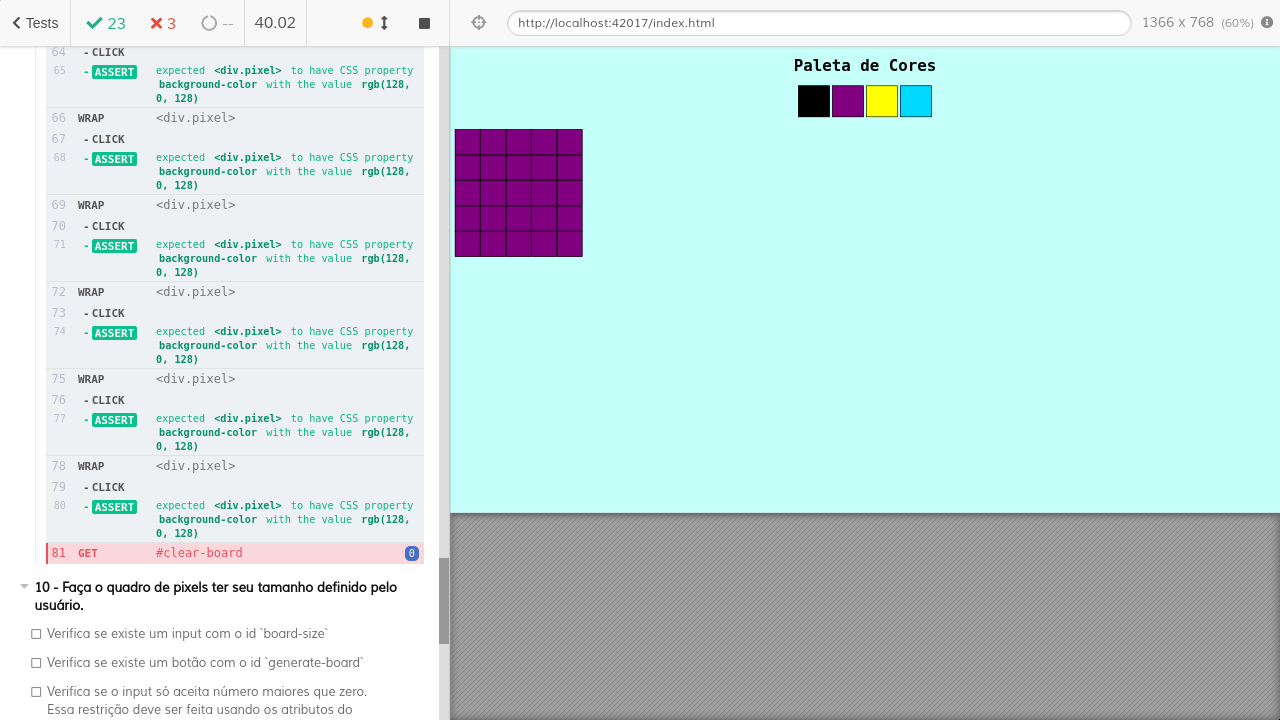 Tests 23 3 -- 40.02 http://localhost:42017/index.html 1366 x 768 (60%)
64 -CLICK
65 -ASSERT expected <div.pixel> to have CSS property
background-color with the value rgb(128,
0, 128)
66 WRAP <div.pixel>
67 -CLICK
68 -ASSERT expected <div.pixel> to have CSS property
background-color with the value rgb(128,
0, 128)
69 WRAP <div.pixel>
70 -CLICK
71 -ASSERT expected <div.pixel> to have CSS property
background-color with the value rgb(128,
0, 128)
72 WRAP <div.pixel>
73 -CLICK
74 -ASSERT expected <div.pixel> to have CSS property
background-color with the value rgb(128,
0, 128)
75 WRAP <div.pixel>
76 -CLICK
77 -ASSERT expected <div.pixel> to have CSS property
background-color with the value rgb(128,
0, 128)
78 WRAP <div.pixel>
79 -CLICK
80 -ASSERT expected <div.pixel> to have CSS property
background-color with the value rgb(128,
0, 128)
81 GET #clear-board 0
10 - Faça o quadro de pixels ter seu tamanho definido pelo
usuário.
Verifica se existe um input com o id `board-size`
Verifica se existe um botão com o id `generate-board`
Verifica se o input só aceita número maiores que zero.
Essa restrição deve ser feita usando os atributos do
Paleta de Cores